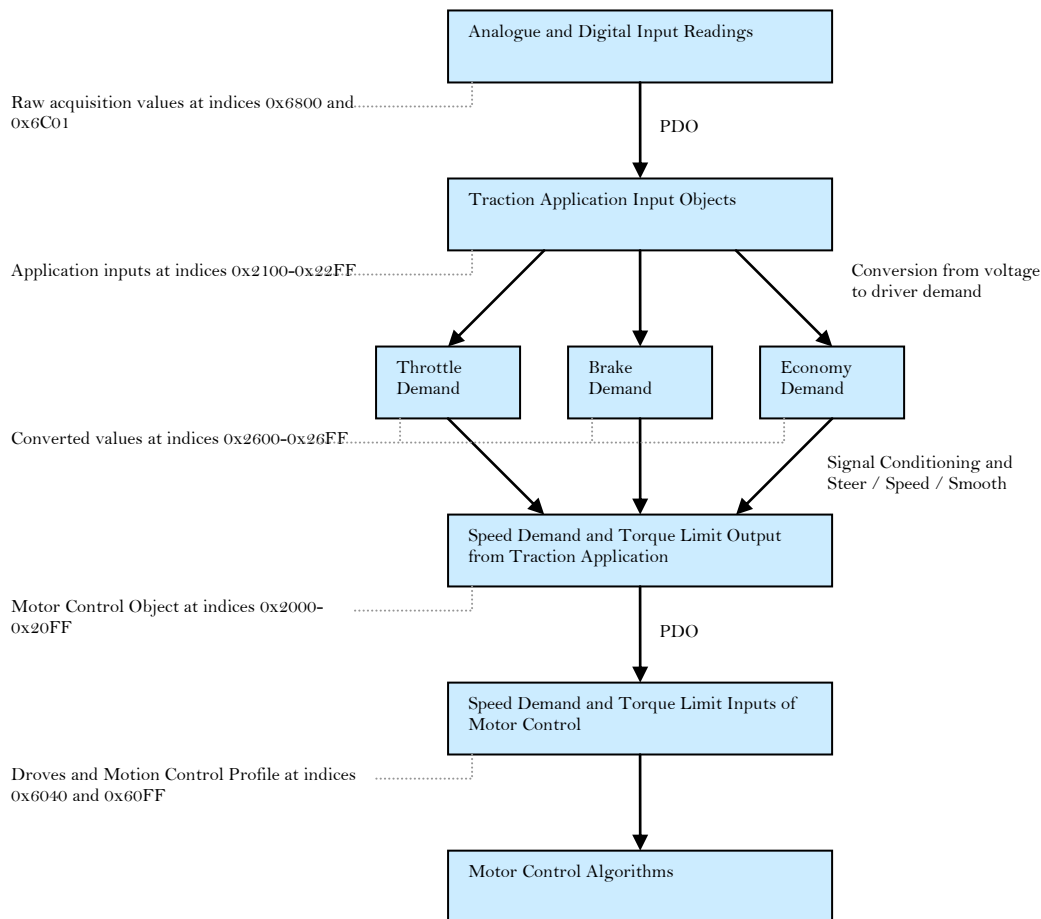 Analogue and Digital Input Readings
Raw acquisition values at indices 0x6800 and
0x6C01
PDO
Traction Application Input Objects
Application inputs at indices 0x2100-0x22FF
Conversion from voltage
to driver demand
Throttle
Demand
Brake
Demand
Economy
Demand
Converted values at indices 0x2600-0x26FF
Signal Conditioning and
Steer / Speed / Smooth
Speed Demand and Torque Limit Output
from Traction Application
Motor Control Object at indices 0x2000-
0x20FF
PDO
Speed Demand and Torque Limit Inputs of
Motor Control
Droves and Motion Control Profile at indices
0x6040 and 0x60FF
Motor Control Algorithms